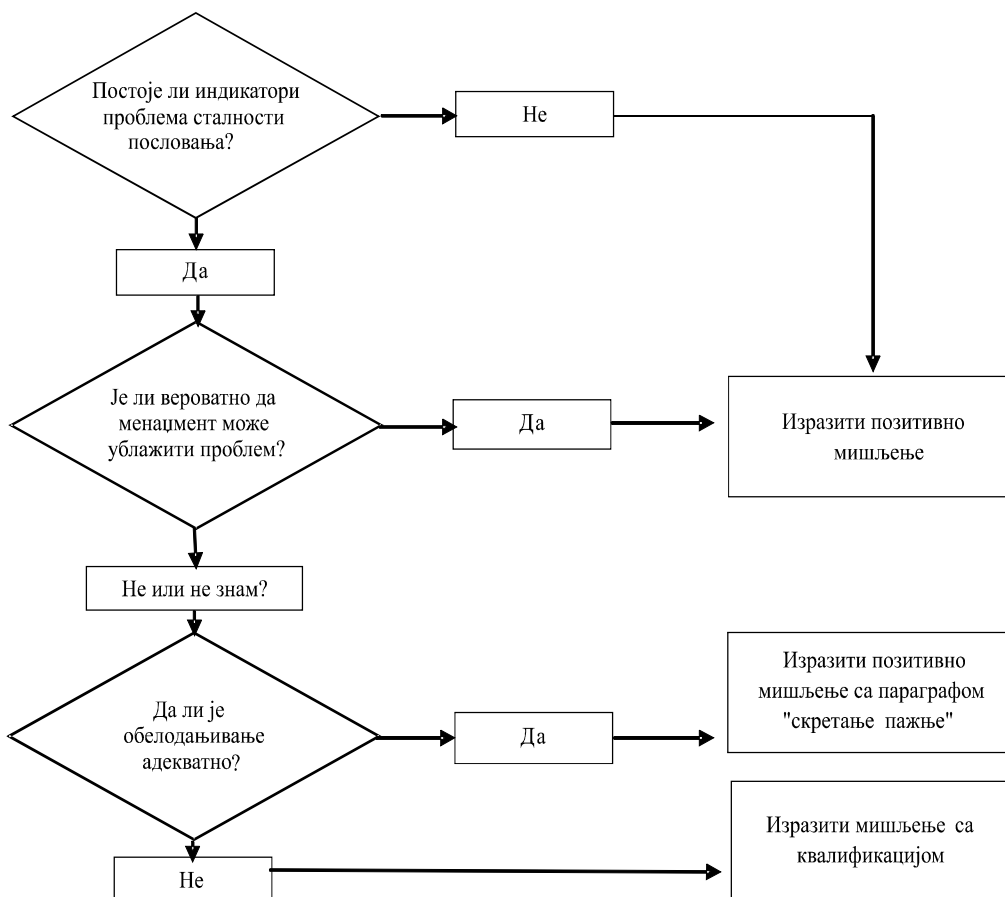 Постоје ли индикатори
проблема сталности
пословања?
Не
Да
Је ли вероватно да
менаџмент може
ублажити проблем?
Да
Изразити позитивно
мишљење
Не или не знам?
Да ли је
обелодањивање
адекватно?
Да
Изразити позитивно
мишљење са параграфом
"скретање пажње"
Не
Изразити мишљење са
квалификацијом